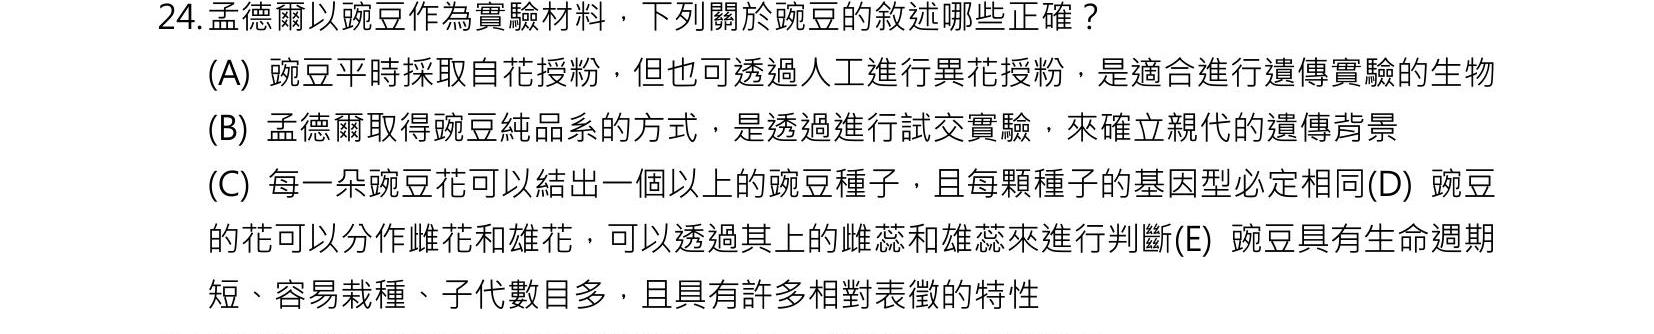 24.孟德爾以豌豆作為實驗材料，下列關於豌豆的敘述哪些正確？
(A) 豌豆平時採取自花授粉，但也可透過人工進行異花授粉，是適合進行遺傳實驗的生物
(B) 孟德爾取得豌豆純品系的方式，是透過進行試交實驗，來確立親代的遺傳背景
(C) 每一朵豌豆花可以結出一個以上的豌豆種子，且每顆種子的基因型必定相同(D) 豌豆
的花可以分作雌花和雄花，可以透過其上的雌蕊和雄蕊來進行判斷(E) 豌豆具有生命週期
短、容易栽種、子代數目多，且具有許多相對表徵的特性